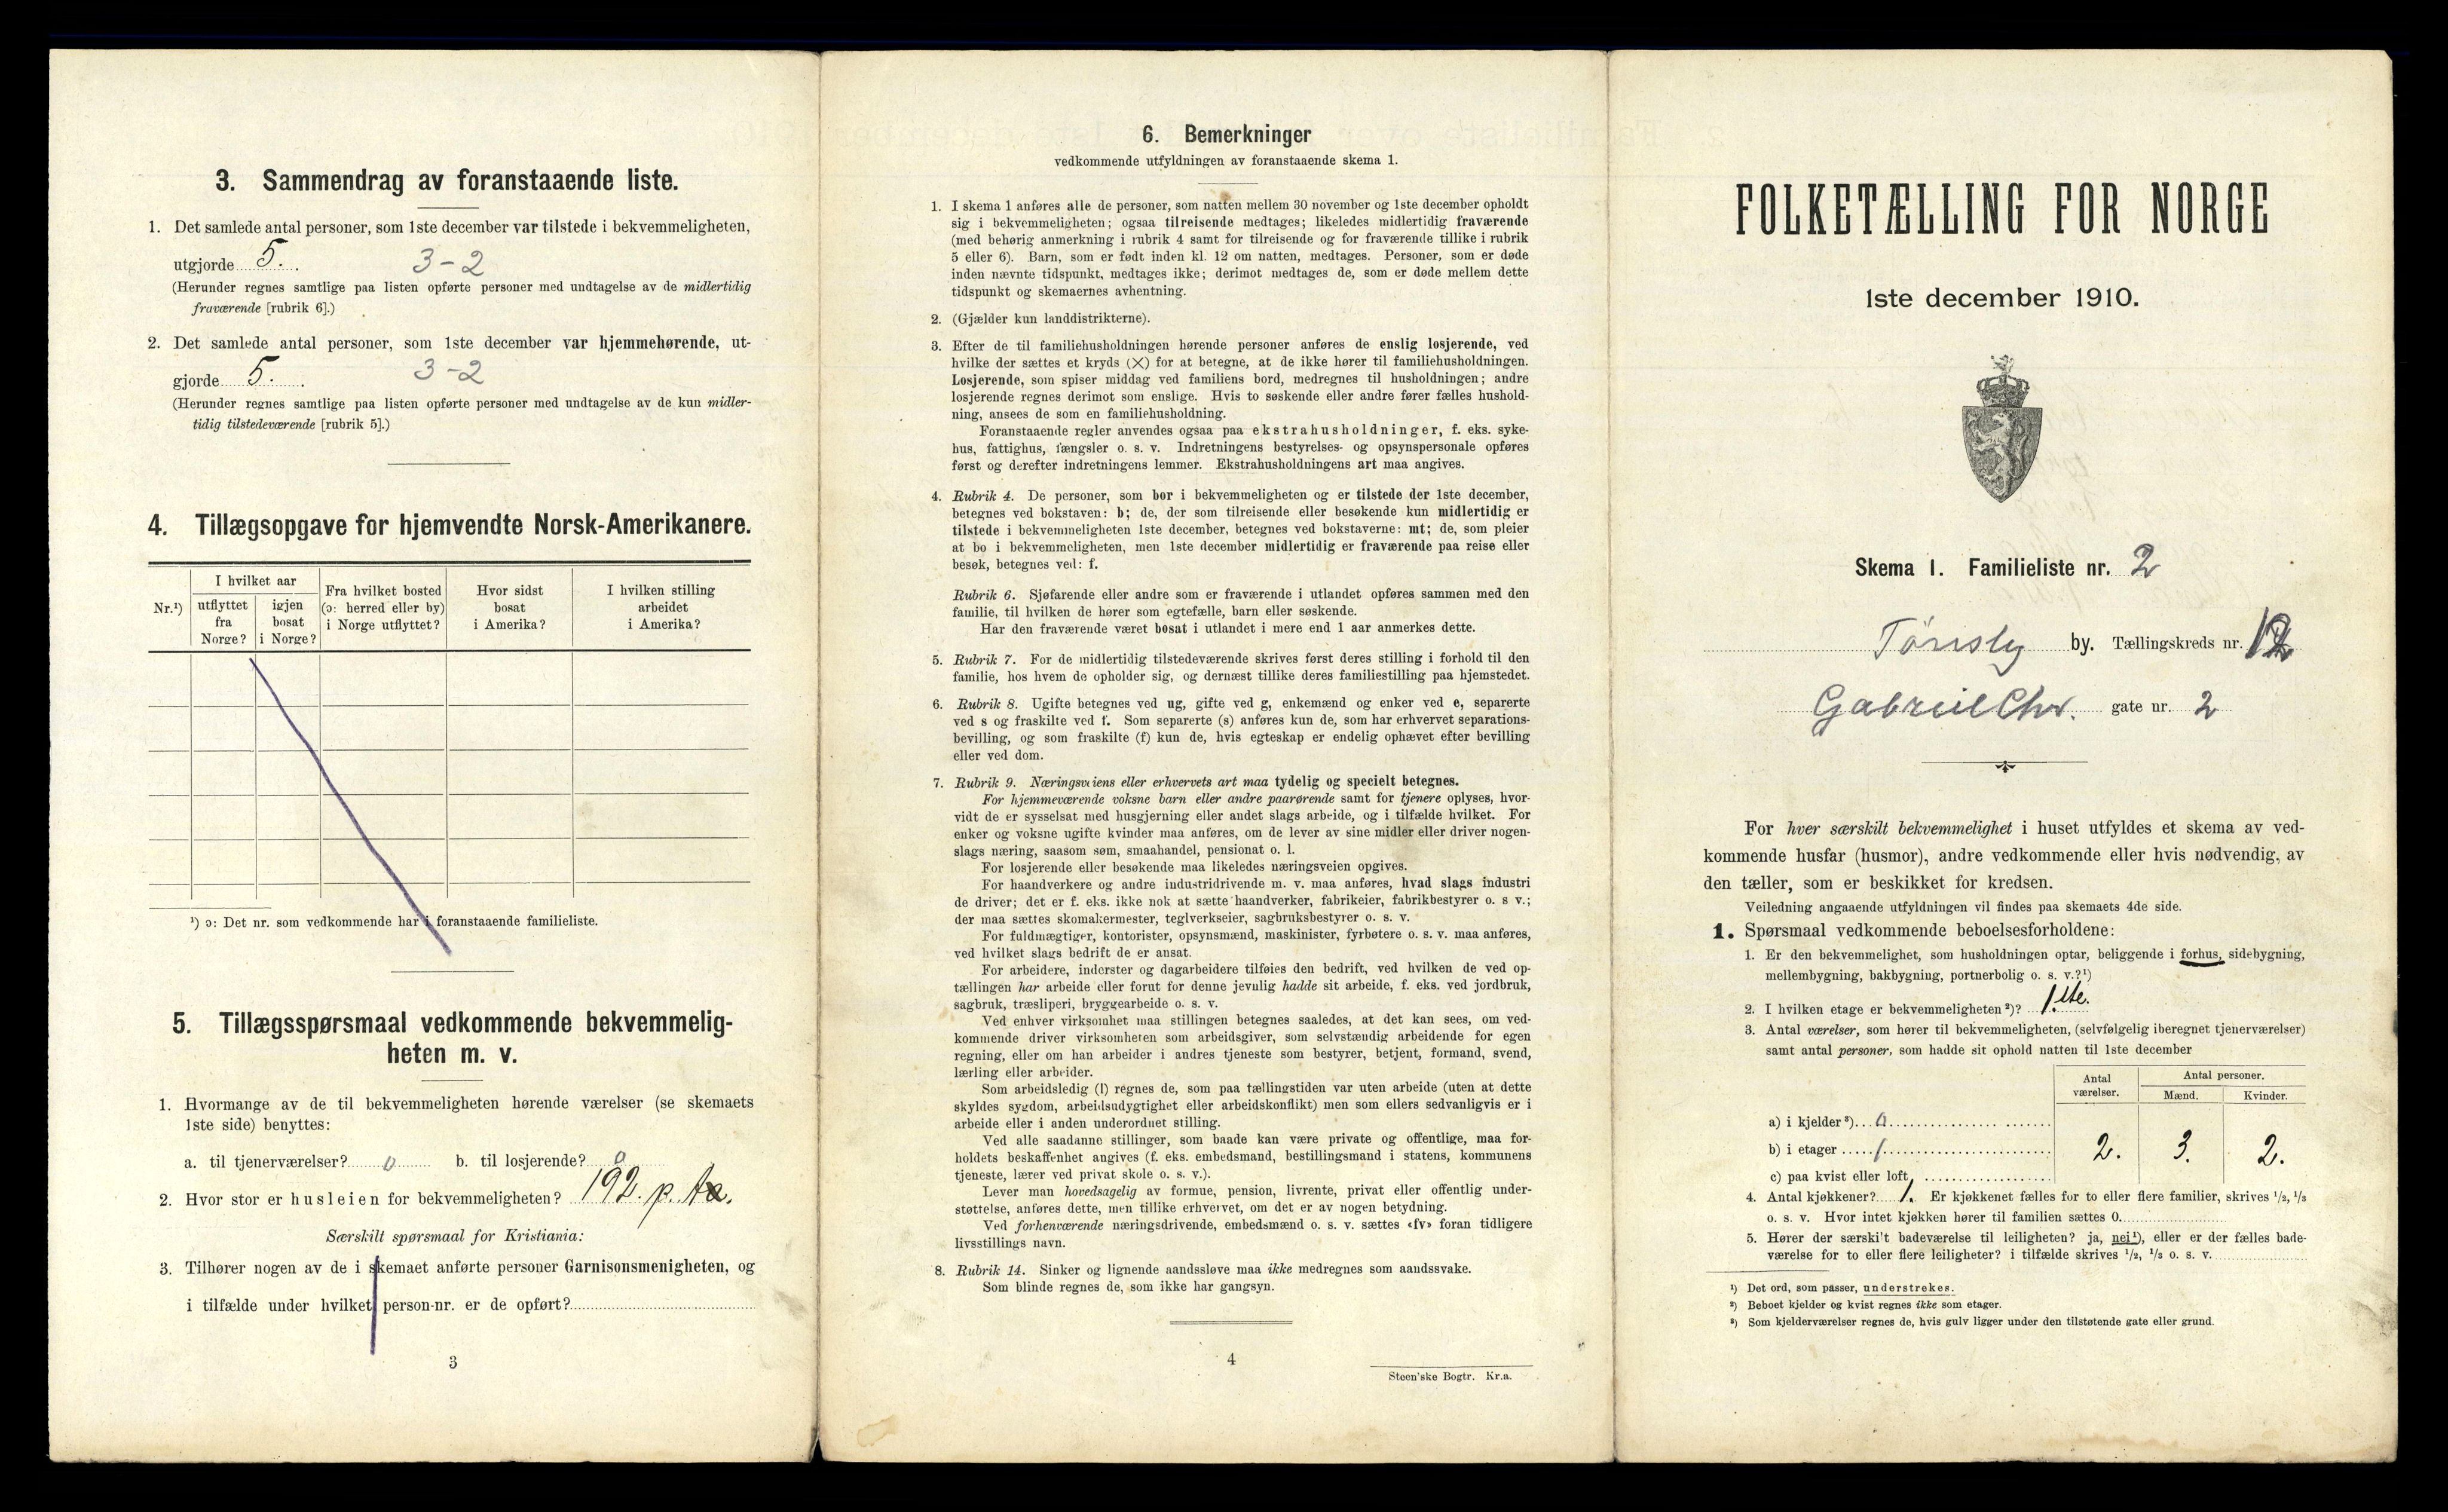 3. Sammendrag av foranstaaende liste.
1. Det samlede antal personer, som 1ste december var tilstede i bekvemmeligheten,
utgjorde 5. 3-2
(Herunder regnes samtlige paa listen opførte personer med undtagelse av de midlertidig
fraværende [rubrik 6].)
2. Det samlede antal personer, som 1ste december var hjemmehørende, ut-
gjorde 5. 3-2
(Herunder regnes samtlige paa listen opførte personer med undtagelse av de kun midler-
tidig tilstedeværende [rubrik 5].)
4. Tillægsopgave for hjemvendte Norsk-Amerikanere.
Nr.¹)
I hvilket aar
utflyttet fra Norge?
igjen bosat i Norge?
Fra hvilket bosted (ɔ: herred eller by) i Norge utflyttet?
Hvor sidst bosat i Amerika?
I hvilken stilling arbeidet i Amerika?
¹) ɔ: Det nr. som vedkommende har i foranstaaende familieliste.
5. Tillægsspørsmaal vedkommende bekvemmelig-
heten m. v.
1. Hvormange av de til bekvemmeligheten hørende værelser (se skemaets
1ste side) benyttes:
a. til tjenerværelser? 0 b. til losjerende? 0
2. Hvor stor er husleien for bekvemmeligheten? 192. p.
Særskilt spørsmaal for Kristiania:
3. Tilhører nogen av de i skemaet anførte personer Garnisonsmenigheten, og
i tilfælde under hvilket person-nr. er de opført?
3
6. Bemerkninger
vedkommende utfyldningen av foranstaaende skema 1.
1. I skema 1 anføres alle de personer, som natten mellem 30 november og 1ste december opholdt
sig i bekvemmeligheten; ogsaa tilreisende medtages; likeledes midlertidig fraværende
(med behørig anmerkning i rubrik 4 samt for tilreisende og for fraværende tillike i rubrik
5 eller 6). Barn, som er født inden kl. 12 om natten, medtages. Personer, som er døde
inden nævnte tidspunkt, medtages ikke; derimot medtages de, som er døde mellem dette
tidspunkt og skemaernes avhentning.
2. (Gjælder kun landdistrikterne).
3. Efter de til familiehusholdningen hørende personer anføres de enslig losjerende, ved
hvilke der sættes et kryds (X) for at betegne, at de ikke hører til familiehusholdningen.
Losjerende, som spiser middag ved familiens bord, medregnes til husholdningen; andre
losjerende regnes derimot som enslige. Hvis to søskende eller andre fører fælles hushold-
ning, ansees de som en familiehusholdning.
Foranstaaende regler anvendes ogsaa paa ekstrahusholdninger, f. eks. syke-
hus, fattighus, fængsler o. s. v. Indretningens bestyrelses- og opsynspersonale opføres
først og derefter indretningens lemmer. Ekstrahusholdningens art maa angives.
4. Rubrik 4. De personer, som bor i bekvemmeligheten og er tilstede der 1ste december,
betegnes ved bokstaven: b; de, der som tilreisende eller besøkende kun midlertidig er
tilstede i bekvemmeligheten 1ste december, betegnes ved bokstaverne: mt; de, som pleier
at bo i bekvemmeligheten, men 1ste december midlertidig er fraværende paa reise eller
besøk, betegnes ved: f.
Rubrik 6. Sjøfarende eller andre som er fraværende i utlandet opføres sammen med den
familie, til hvilken de hører som egtefælle, barn eller søskende.
Har den fraværende været bosat i utlandet i mere end 1 aar anmerkes dette.
5. Rubrik 7. For de midlertidig tilstedeværende skrives først deres stilling i forhold til den
familie, hos hvem de opholder sig, og dernæst tillike deres familiestilling paa hjemstedet.
6. Rubrik 8. Ugifte betegnes ved ug, gifte ved g, enkemænd og enker ved e, separerte
ved s og fraskilte ved f. Som separerte (s) anføres kun de, som har erhvervet separations-
bevilling, og som fraskilte (f) kun de, hvis egteskap er endelig ophævet efter bevilling
eller ved dom.
7. Rubrik 9. Næringsveiens eller erhvervets art maa tydelig og specielt betegnes.
For hjemmeværende voksne barn eller andre paarørende samt for tjenere oplyses, hvor-
vidt de er sysselsat med husgjerning eller andet slags arbeide, og i tilfælde hvilket. For
enker og voksne ugifte kvinder maa anføres, om de lever av sine midler eller driver nogen-
slags næring, saasom søm, smaahandel, pensionat o. l.
For losjerende eller besøkende maa likeledes næringsveien opgives.
For haandverkere og andre industridrivende m. v. maa anføres, hvad slags industri
de driver; det er f. eks. ikke nok at sætte haandverker, fabrikeier, fabrikbestyrer o. s v.;
der maa sættes skomakermester, teglverkseier, sagbruksbestyrer o. s. v.
For fuldmægtiger, kontorister, opsynsmænd, maskinister, fyrbøtere o. s. v. maa anføres,
ved hvilket slags bedrift de er ansat.
For arbeidere, inderster og dagarbeidere tilføies den bedrift, ved hvilken de ved op-
tællingen har arbeide eller forut for denne jevnlig hadde sit arbeide, f. eks. ved jordbruk,
sagbruk, træsliperi, bryggearbeide o. s. v.
Ved enhver virksomhet maa stillingen betegnes saaledes, at det kan sees, om ved-
kommende driver virksomheten som arbeidsgiver, som selvstændig arbeidende for egen
regning, eller om han arbeider i andres tjeneste som bestyrer, betjent, formand, svend,
lærling eller arbeider.
Som arbeidsledig (l) regnes de, som paa tællingstiden var uten arbeide (uten at dette
skyldes sygdom, arbeidsudygtighet eller arbeidskonflikt) men som ellers sedvanligvis er i
arbeide eller i anden underordnet stilling.
Ved alle saadanne stillinger, som baade kan være private og offentlige, maa for-
holdets beskaffenhet angives (f. eks. embedsmand, bestillingsmand i statens, kommunens
tjeneste, lærer ved privat skole o. s. v.).
Lever man hovedsagelig av formue, pension, livrente, privat eller offentlig under-
støttelse, anføres dette, men tillike erhvervet, om det er av nogen betydning.
Ved forhenværende næringsdrivende, embedsmænd o. s. v. sættes «fv» foran tidligere
livsstillings navn.
8. Rubrik 14. Sinker og lignende aandssløve maa ikke medregnes som aandssvake.
Som blinde regnes de, som ikke har gangsyn.
4
Steen'ske Bogtr. Kr.a.
FOLKETÆLLING FOR NORGE
1ste december 1910.
Skema 1. Familieliste nr. 2
Tönsby by. Tællingskreds nr. 12
Gabriel Chr. gate nr. 2
For hver særskilt bekvemmelighet i huset utfyldes et skema av ved-
kommende husfar (husmor), andre vedkommende eller hvis nødvendig, av
den tæller, som er beskikket for kredsen.
Veiledning angaaende utfyldningen vil findes paa skemaets 4de side.
1. Spørsmaal vedkommende beboelsesforholdene:
1. Er den bekvemmelighet, som husholdningen optar, beliggende i forhus, sidebygning,
mellembygning, bakbygning, portnerbolig o. s. v.?¹)
2. I hvilken etage er bekvemmeligheten²)? 1ste.
3. Antal værelser, som hører til bekvemmeligheten, (selvfølgelig iberegnet tjenerværelser)
samt antal personer, som hadde sit ophold natten til 1ste december
Antal værelser.
Antal personer.
Mænd. Kvinder.
a) i kjelder³) 0
b) i etager 1 2. 3. 2.
c) paa kvist eller loft
4. Antal kjøkkener? 1. Er kjøkkenet fælles for to eller flere familier, skrives 1/2, 1/3
o. s. v. Hvor intet kjøkken hører til familien sættes 0.
5. Hører der særski't badeværelse til leiligheten? ja, nei¹), eller er der fælles bade-
værelse for to eller flere leiligheter? i tilfælde skrives 1/2, 1/3 o. s. v.
¹) Det ord, som passer, understrekes.
²) Beboet kjelder og kvist regnes ikke som etager.
³) Som kjelderværelser regnes de, hvis gulv ligger under den tilstøtende gate eller grund.